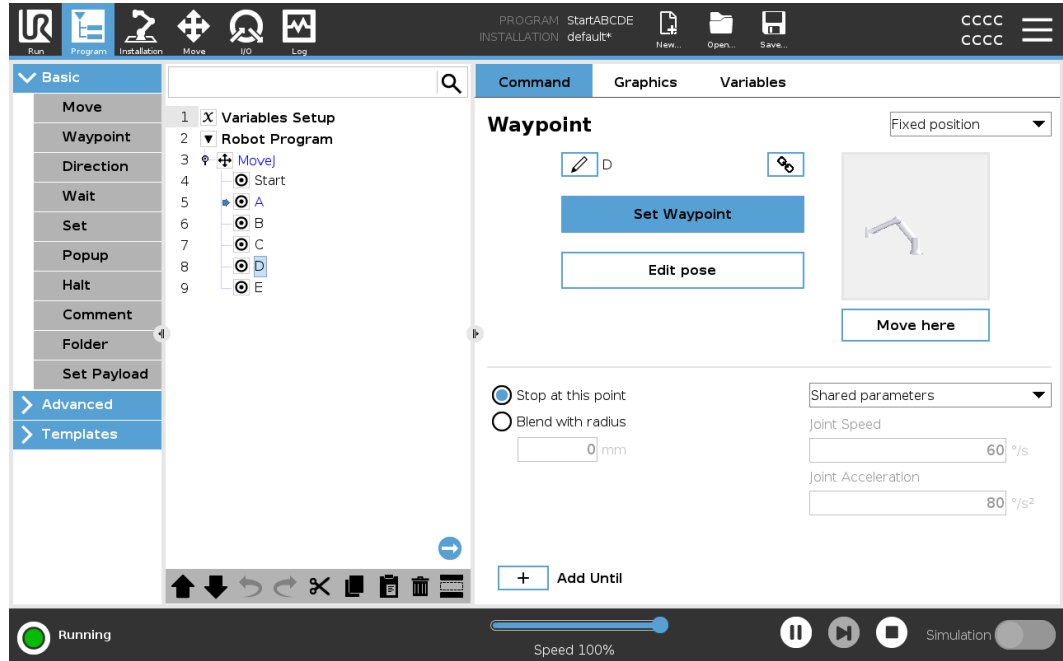 PROGRAM StartABCDE
INSTALLATION default*
UR
Run
Program
Installation
Move
I/O
Log
New...
Open...
Save...
CCCC
CCCC
Basic
Move
Waypoint
Direction
Wait
Set
Popup
Halt
Comment
Folder
Set Payload
Advanced
Templates
1 X Variables Setup
2 Robot Program
3 MoveJ
4 Start
5 A
6 B
7 C
8 D
9 E
Command Graphics Variables
Waypoint
Fixed position
D
Set Waypoint
Edit pose
Move here
Stop at this point
Blend with radius
0 mm
Shared parameters
Joint Speed
60 °/s
Joint Acceleration
80 °/s²
+ Add Until
Running
Speed 100%
Simulation